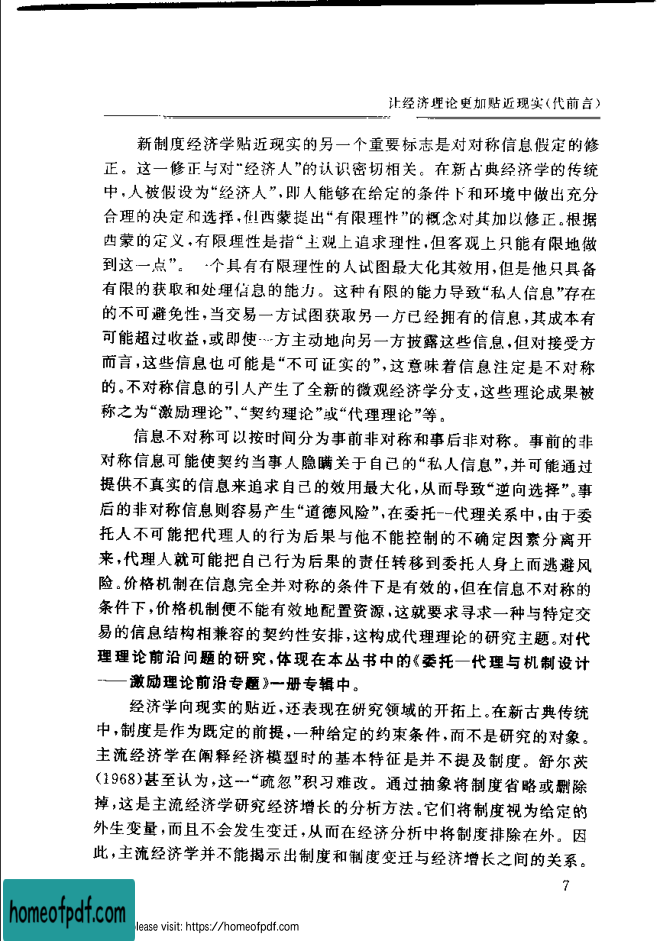 让经济理论更加贴近现实(代前言)
新制度经济学贴近现实的另一个重要标志是对对称信息假定的修
正。这一修正与对“经济人”的认识密切相关。在新古典经济学的传统
中,人被假设为“经济人”,即人能够在给定的条件下和环境中做出充分
合理的决定和选择,但西蒙提出“有限理性”的概念对其加以修正。根据
西蒙的定义,有限理性是指“主观上追求理性,但客观上只能有限地做
到这一点”。一个具有有限理性的人试图最大化其效用,但是他只具备
有限的获取和处理信息的能力。这种有限的能力导致“私人信息”存在
的不可避免性,当交易一方试图获取另一方已经拥有的信息,其成本有
可能超过收益,或即使一方主动地向另一方披露这些信息,但对接受方
而言,这些信息也可能是“不可证实的”,这意味着信息注定是不对称
的。不对称信息的引入产生了全新的微观经济学分支,这些理论成果被
称之为“激励理论”、“契约理论”或“代理理论”等。
信息不对称可以按时间分为事前非对称和事后非对称。事前的非
对称信息可能使契约当事人隐瞒关于自己的“私人信息”,并可能通过
提供不真实的信息来追求自己的效用最大化,从而导致“逆向选择”。事
后的非对称信息则容易产生“道德风险”,在委托—代理关系中,由于委
托人不可能把代理人的行为后果与他不能控制的不确定因素分离开
来,代理人就可能把自己行为后果的责任转移到委托人身上而逃避风
险。价格机制在信息完全并对称的条件下是有效的,但在信息不对称的
条件下,价格机制便不能有效地配置资源,这就要求寻求一种与特定交
易的信息结构相兼容的契约性安排,这构成代理理论的研究主题。对代
理理论前沿问题的研究,体现在本丛书中的《委托—代理与机制设计
——激励理论前沿专题》一册专辑中。
经济学向现实的贴近,还表现在研究领域的开拓上。在新古典传统
中,制度是作为既定的前提,一种给定的约束条件,而不是研究的对象。
主流经济学在阐释经济模型时的基本特征是并不提及制度。舒尔茨
(1968)甚至认为,这一“疏忽”积习难改。通过抽象将制度省略或删除
掉,这是主流经济学研究经济增长的分析方法。它们将制度视为给定的
外生变量,而且不会发生变迁,从而在经济分析中将制度排除在外。因
此,主流经济学并不能揭示出制度和制度变迁与经济增长之间的关系。
7
homeofpdf.com
lease visit: https://homeofpdf.com